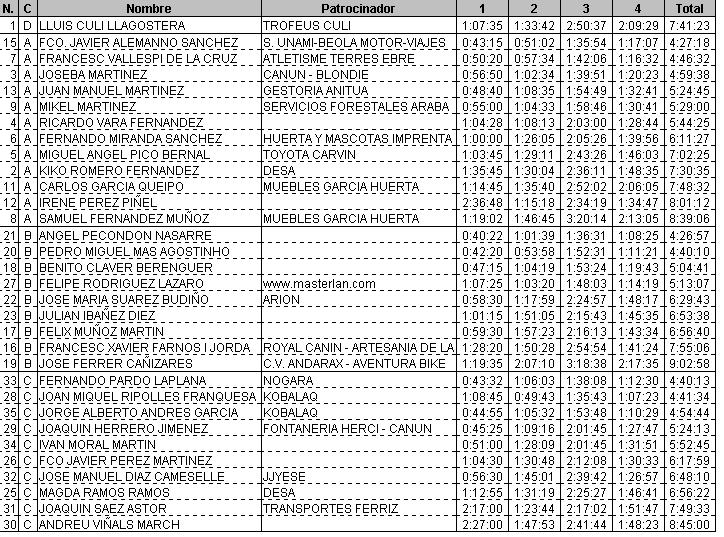 N. C Nombre Patrocinador 1 2 3 4 Total
1 D LLUIS CULI LLAGOSTERA TROFEUS CULI 1:07:35 1:33:42 2:50:37 2:09:29 7:41:23
15 A FCO. JAVIER ALEMANNO SANCHEZ S. UNAMI-BEOLA MOTOR-VIAJES 0:43:15 0:51:02 1:35:54 1:17:07 4:27:18
7 A FRANCESC VALLESPI DE LA CRUZ ATLETISME TERRES EBRE 0:50:20 0:57:34 1:42:06 1:16:32 4:46:32
3 A JOSEBA MARTINEZ CANUN - BLONDIE 0:56:50 1:02:34 1:39:51 1:20:23 4:59:38
13 A JUAN MANUEL MARTINEZ GESTORIA ANITUA 0:48:40 1:08:35 1:54:49 1:32:41 5:24:45
9 A MIKEL MARTINEZ SERVICIOS FORESTALES ARABA 0:55:00 1:04:33 1:58:46 1:30:41 5:29:00
4 A RICARDO VARA FERNANDEZ 1:04:28 1:08:13 2:03:00 1:28:44 5:44:25
6 A FERNANDO MIRANDA SANCHEZ HUERTA Y MASCOTAS IMPRENTA 1:00:00 1:26:05 2:05:26 1:39:56 6:11:27
5 A MIGUEL ANGEL PICO BERNAL TOYOTA CARVIN 1:03:45 1:29:11 2:43:26 1:46:03 7:02:25
2 A KIKO ROMERO FERNANDEZ DESA 1:35:45 1:30:04 2:36:11 1:48:35 7:30:35
11 A CARLOS GARCIA QUEIPO MUEBLES GARCIA HUERTA 1:14:45 1:35:40 2:52:02 2:06:05 7:48:32
12 A IRENE PEREZ PIÑEL 2:36:48 1:15:18 2:34:19 1:34:47 8:01:12
8 A SAMUEL FERNANDEZ MUÑOZ MUEBLES GARCIA HUERTA 1:19:02 1:46:45 3:20:14 2:13:05 8:39:06
21 B ANGEL PECONDON NASARRE 0:40:22 1:01:39 1:36:31 1:08:25 4:26:57
20 B PEDRO MIGUEL MAS AGOSTINHO 0:42:20 0:53:58 1:52:31 1:11:21 4:40:10
18 B BENITO CLAVER BERENGUER 0:47:15 1:04:19 1:53:24 1:19:43 5:04:41
27 B FELIPE RODRIGUEZ LAZARO www.masterlan.com 1:07:25 1:03:20 1:48:03 1:14:19 5:13:07
22 B JOSE MARIA SUAREZ BUDIÑO ARION 0:58:30 1:17:59 2:24:57 1:48:17 6:29:43
23 B JULIAN IBAÑEZ DIEZ 1:01:15 1:51:05 2:15:43 1:45:35 6:53:38
17 B FELIX MUÑOZ MARTIN 0:59:30 1:57:23 2:16:13 1:43:34 6:56:40
16 B FRANCESC XAVIER FARNOS I JORDA ROYAL CANIN - ARTESANIA DE LA 1:28:20 1:50:28 2:54:54 1:41:24 7:55:06
19 B JOSE FERRER CAÑIZARES C.V. ANDARAX - AVENTURA BIKE 1:19:35 2:07:10 3:18:38 2:17:35 9:02:58
33 C FERNANDO PARDO LAPLANA NOGARA 0:43:32 1:06:03 1:38:08 1:12:30 4:40:13
28 C JOAN MIQUEL RIPOLLES FRANQUESA KOBALAQ 1:08:45 0:49:43 1:35:43 1:07:23 4:41:34
35 C JORGE ALBERTO ANDRES GARCIA KOBALAQ 0:44:55 1:05:32 1:53:48 1:10:29 4:54:44
29 C JOAQUIN HERRERO JIMENEZ FONTANERIA HERCI - CANUN 0:45:25 1:09:16 2:01:45 1:27:47 5:24:13
34 C IVAN MORAL MARTIN 0:51:00 1:28:09 2:01:45 1:31:51 5:52:45
26 C FCO JAVIER PEREZ MARTINEZ 1:04:30 1:30:48 2:12:08 1:30:33 6:17:59
32 C JOSE MANUEL DIAZ CAMESELLE JJYESE 0:56:30 1:45:01 2:39:42 1:26:57 6:48:10
25 C MAGDA RAMOS RAMOS DESA 1:12:55 1:31:19 2:25:27 1:46:41 6:56:22
31 C JOAQUIN SAEZ ASTOR TRANSPORTES FERRIZ 2:17:00 1:23:44 2:17:02 1:51:47 7:49:33
30 C ANDREU VIÑALS MARCH 2:27:00 1:47:53 2:41:44 1:48:23 8:45:00